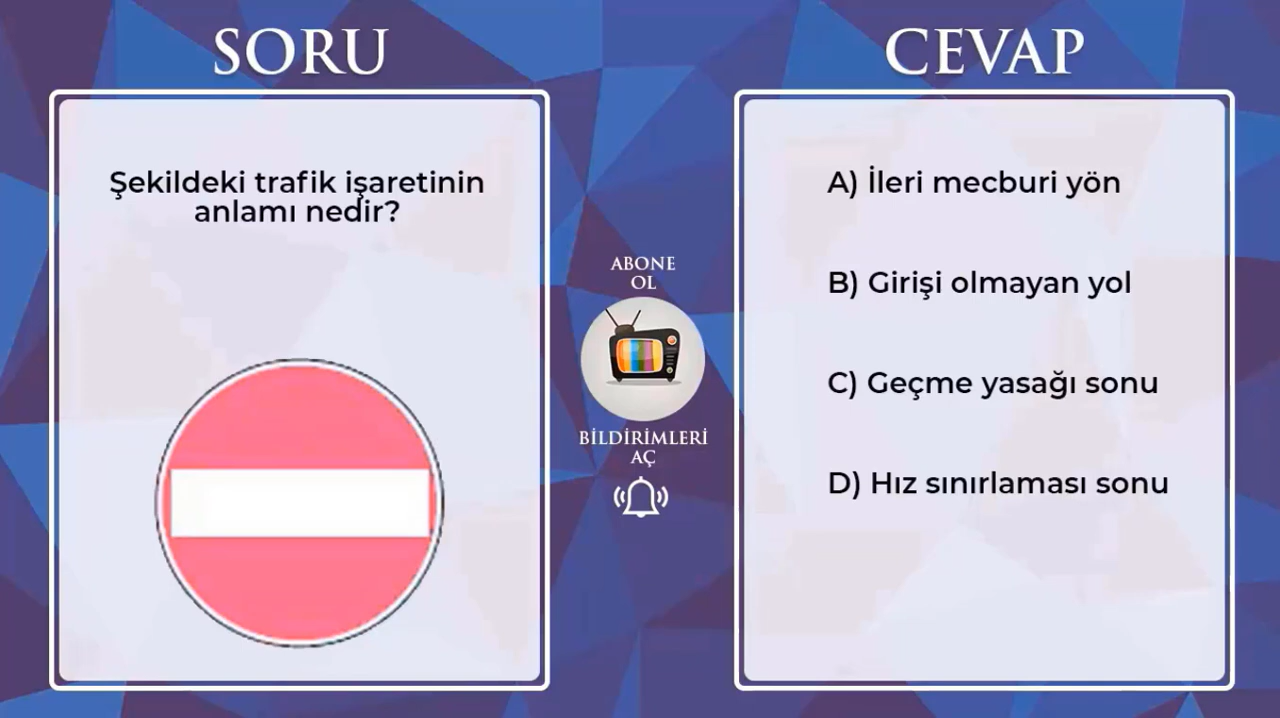 SORU
Şekildeki trafik işaretinin
anlamı nedir?
ABONE
OL
BİLDİRİMLERİ
AÇ
CEVAP
A) İleri mecburi yön
B) Girişi olmayan yol
C) Geçme yasağı sonu
D) Hız sınırlaması sonu